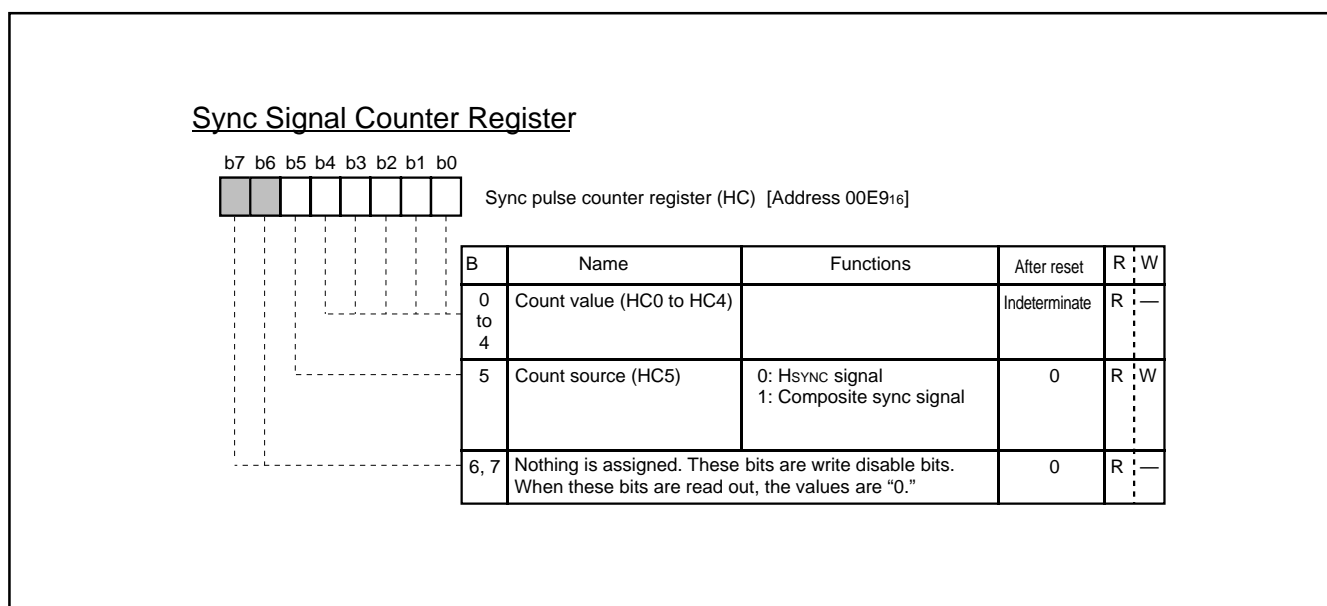 Sync Signal Counter Register
b7 b6 b5 b4 b3 b2 b1 b0
Sync pulse counter register (HC) [Address 00E916]
B Name Functions After reset R W
0 to 4 Count value (HC0 to HC4) Indeterminate R —
5 Count source (HC5) 0: HSYNC signal 0 R W
1: Composite sync signal
6, 7 Nothing is assigned. These bits are write disable bits. 0 R —
When these bits are read out, the values are “0.”